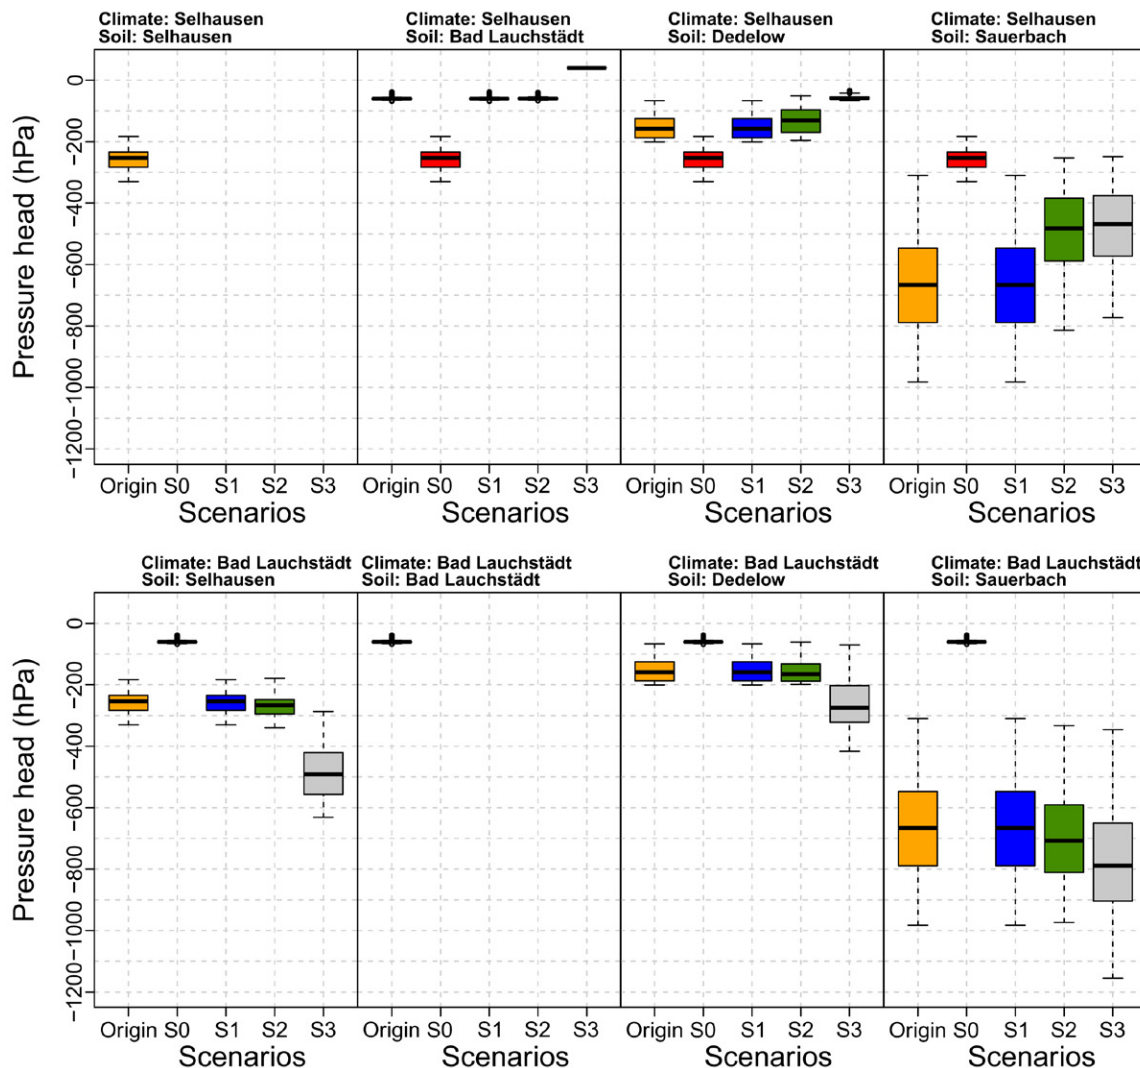 Climate: Selhausen
Soil: Selhausen
Climate: Selhausen
Soil: Bad Lauchstädt
Climate: Selhausen
Soil: Dedelow
Climate: Selhausen
Soil: Sauerbach
Pressure head (hPa)
0
−200
−400
−600
−800
−1000
−1200
Origin S0 S1 S2 S3
Origin S0 S1 S2 S3
Origin S0 S1 S2 S3
Origin S0 S1 S2 S3
Scenarios
Scenarios
Scenarios
Scenarios
Climate: Bad Lauchstädt
Soil: Selhausen
Climate: Bad Lauchstädt
Soil: Bad Lauchstädt
Climate: Bad Lauchstädt
Soil: Dedelow
Climate: Bad Lauchstädt
Soil: Sauerbach
Pressure head (hPa)
0
−200
−400
−600
−800
−1000
−1200
Origin S0 S1 S2 S3
Origin S0 S1 S2 S3
Origin S0 S1 S2 S3
Origin S0 S1 S2 S3
Scenarios
Scenarios
Scenarios
Scenarios